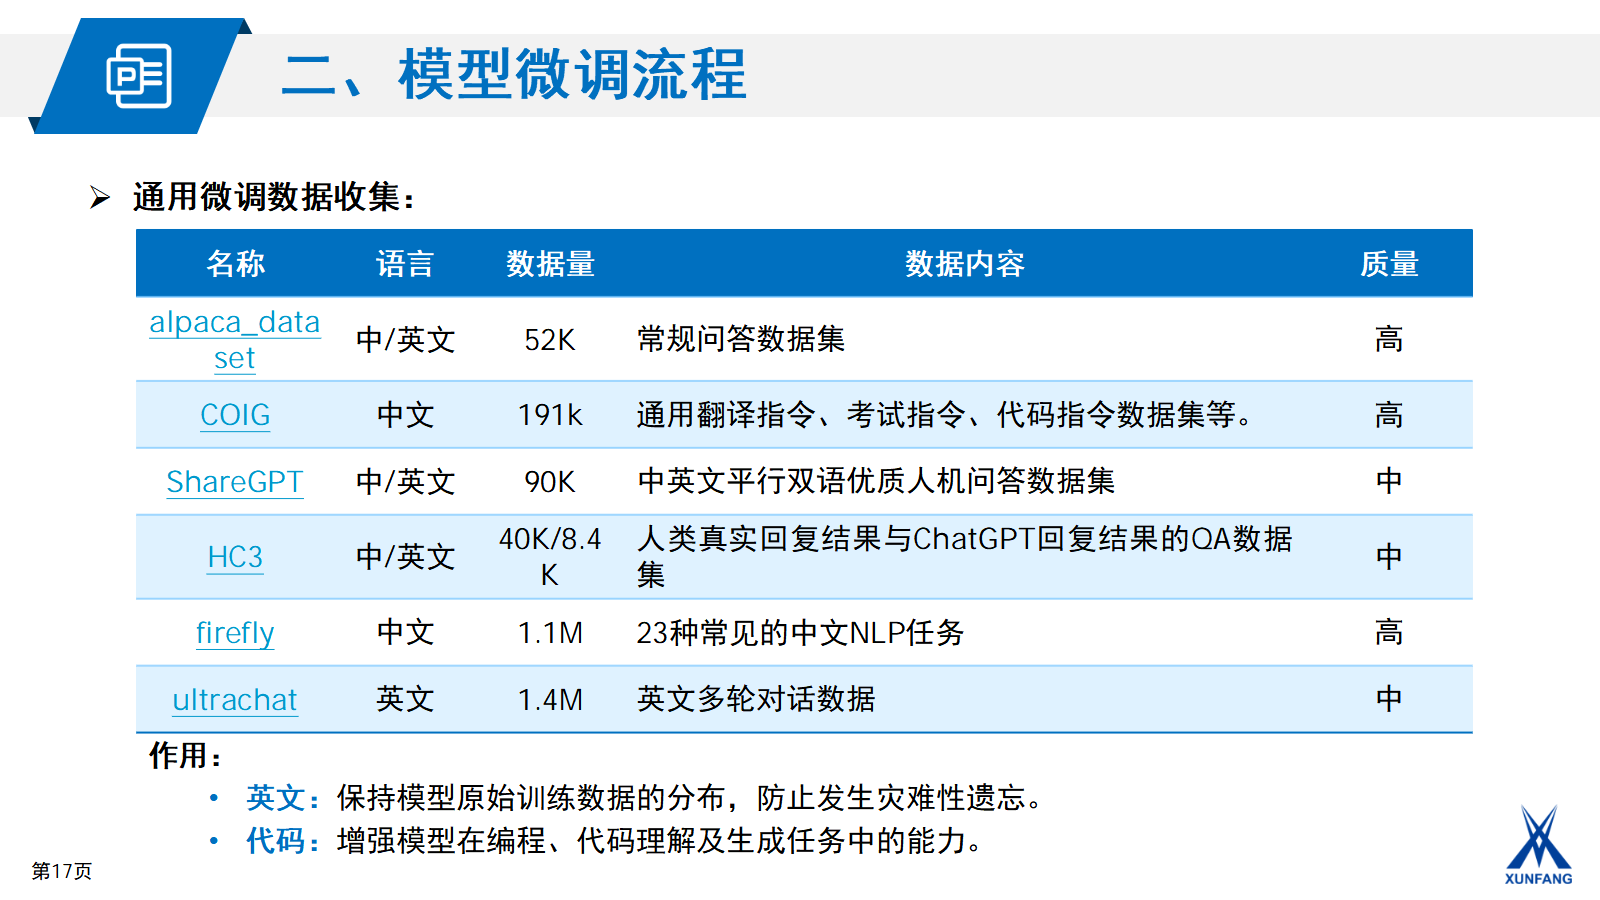 二、模型微调流程
通用微调数据收集：
名称 语言 数据量 数据内容 质量
alpaca_data
set 中/英文 52K 常规问答数据集 高
COIG 中文 191k 通用翻译指令、考试指令、代码指令数据集等。 高
ShareGPT 中/英文 90K 中英文平行双语优质人机问答数据集 中
HC3 中/英文 40K/8.4
K 人类真实回复结果与ChatGPT回复结果的QA数据
集 中
firefly 中文 1.1M 23种常见的中文NLP任务 高
ultrachat 英文 1.4M 英文多轮对话数据 中
作用：
• 英文：保持模型原始训练数据的分布，防止发生灾难性遗忘。
• 代码：增强模型在编程、代码理解及生成任务中的能力。
第17页
XUNFANG